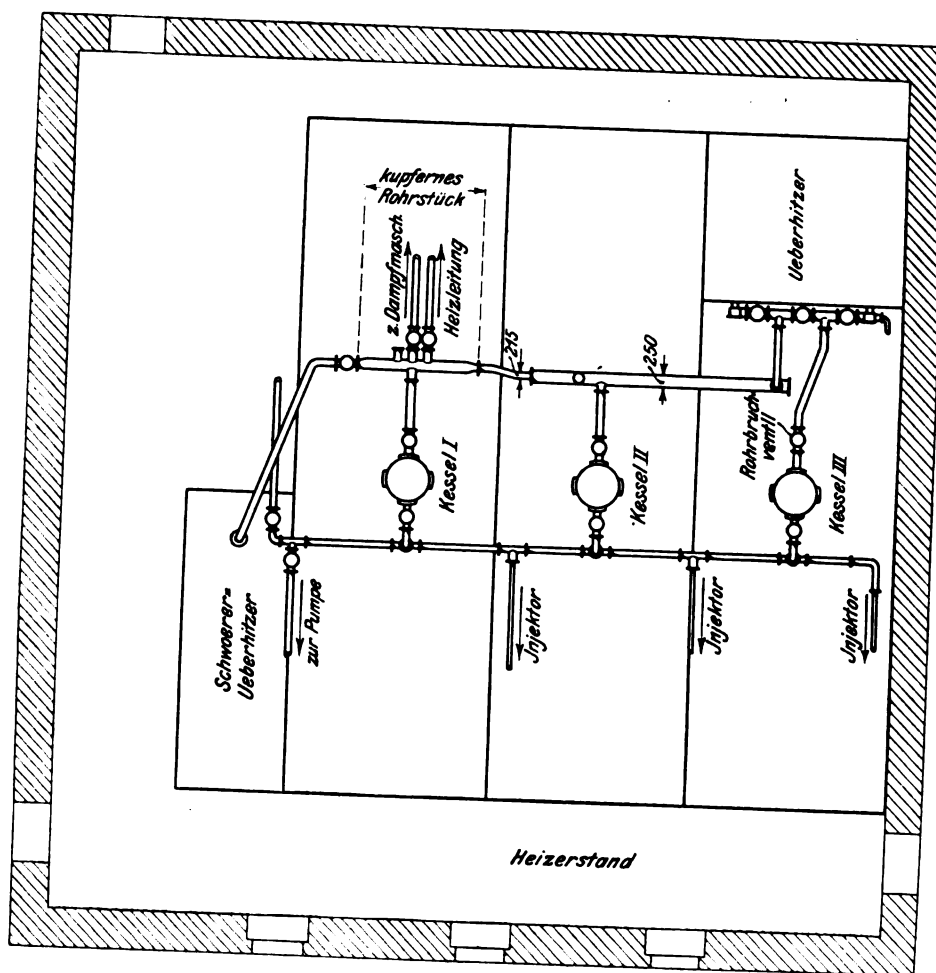 kupfernes
Rohrstück
z. Dampfmasch.
Heizleitung
Ueberhitzer
215
250
Rohrbruch-
ventil
Kessel I
Kessel II
Kessel III
Schwoerer=
Ueberhitzer
zur Pumpe
Injektor
Injektor
Injektor
Heizerstand